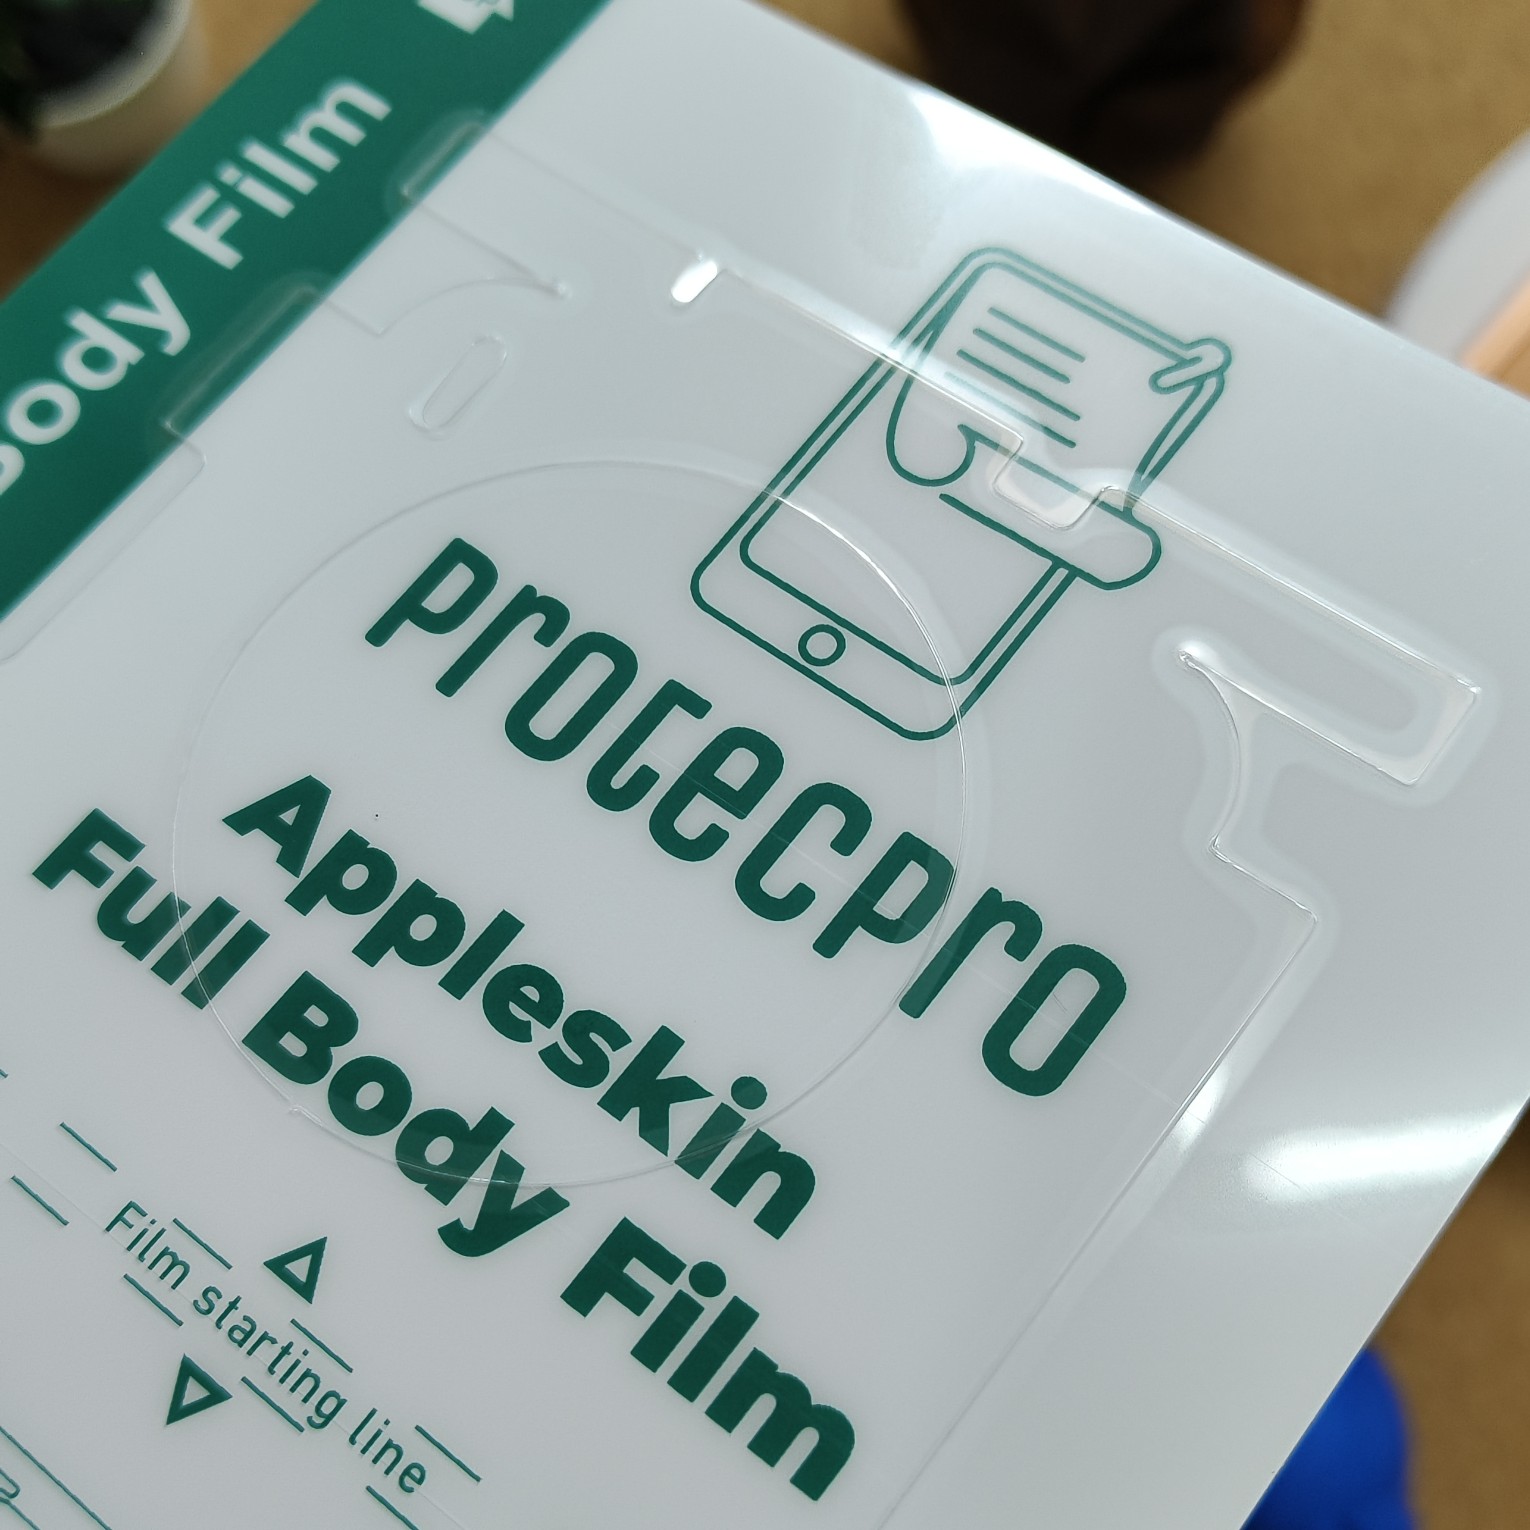 Body Film
PROTECPRO
Appleskin
Full Body Film
Film starting line